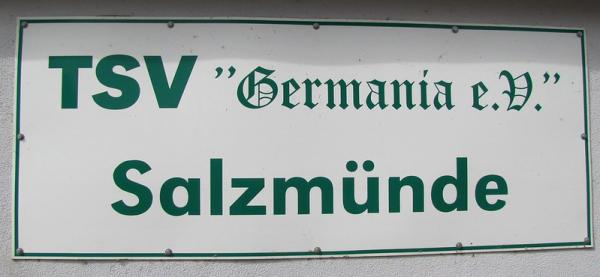 TSV "Germania e.V."
Salzmünde